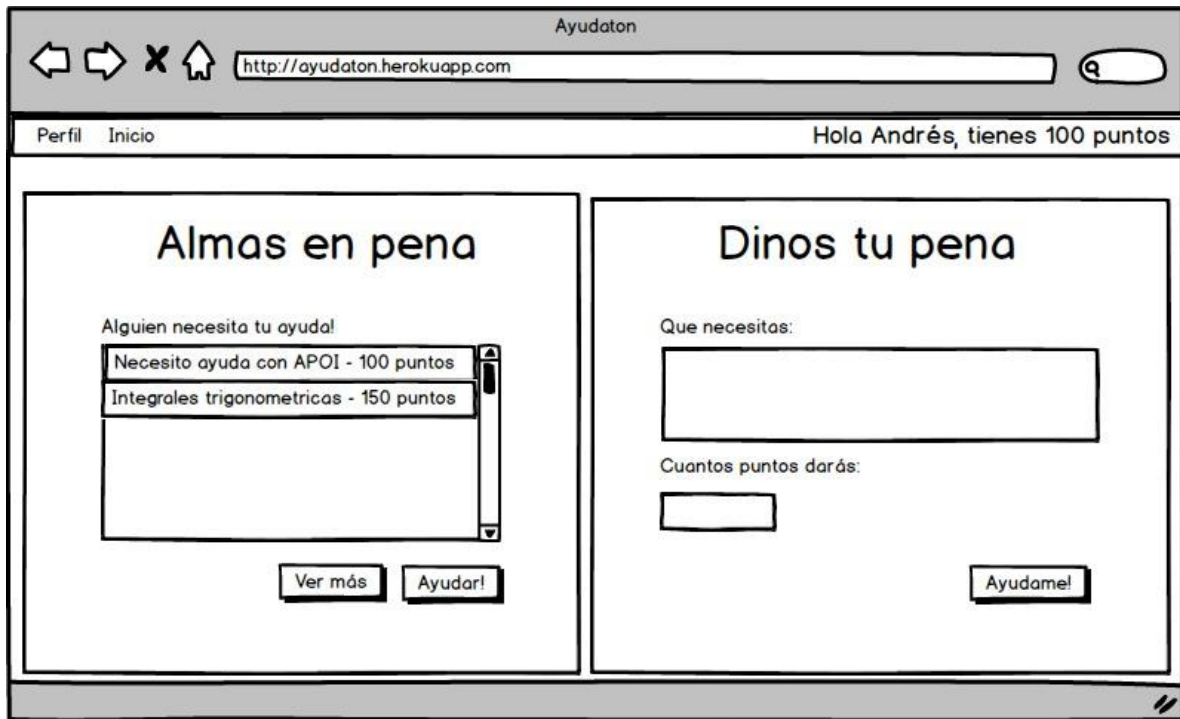 Ayudaton
http://ayudaton.herokuapp.com
Perfil Inicio
Hola Andrés, tienes 100 puntos
Almas en pena
Alguien necesita tu ayuda!
Necesito ayuda con APOI - 100 puntos
Integrales trigonometricas - 150 puntos
Ver más
Ayudar!
Dinos tu pena
Que necesitas:
Cuantos puntos darás:
Ayudame!